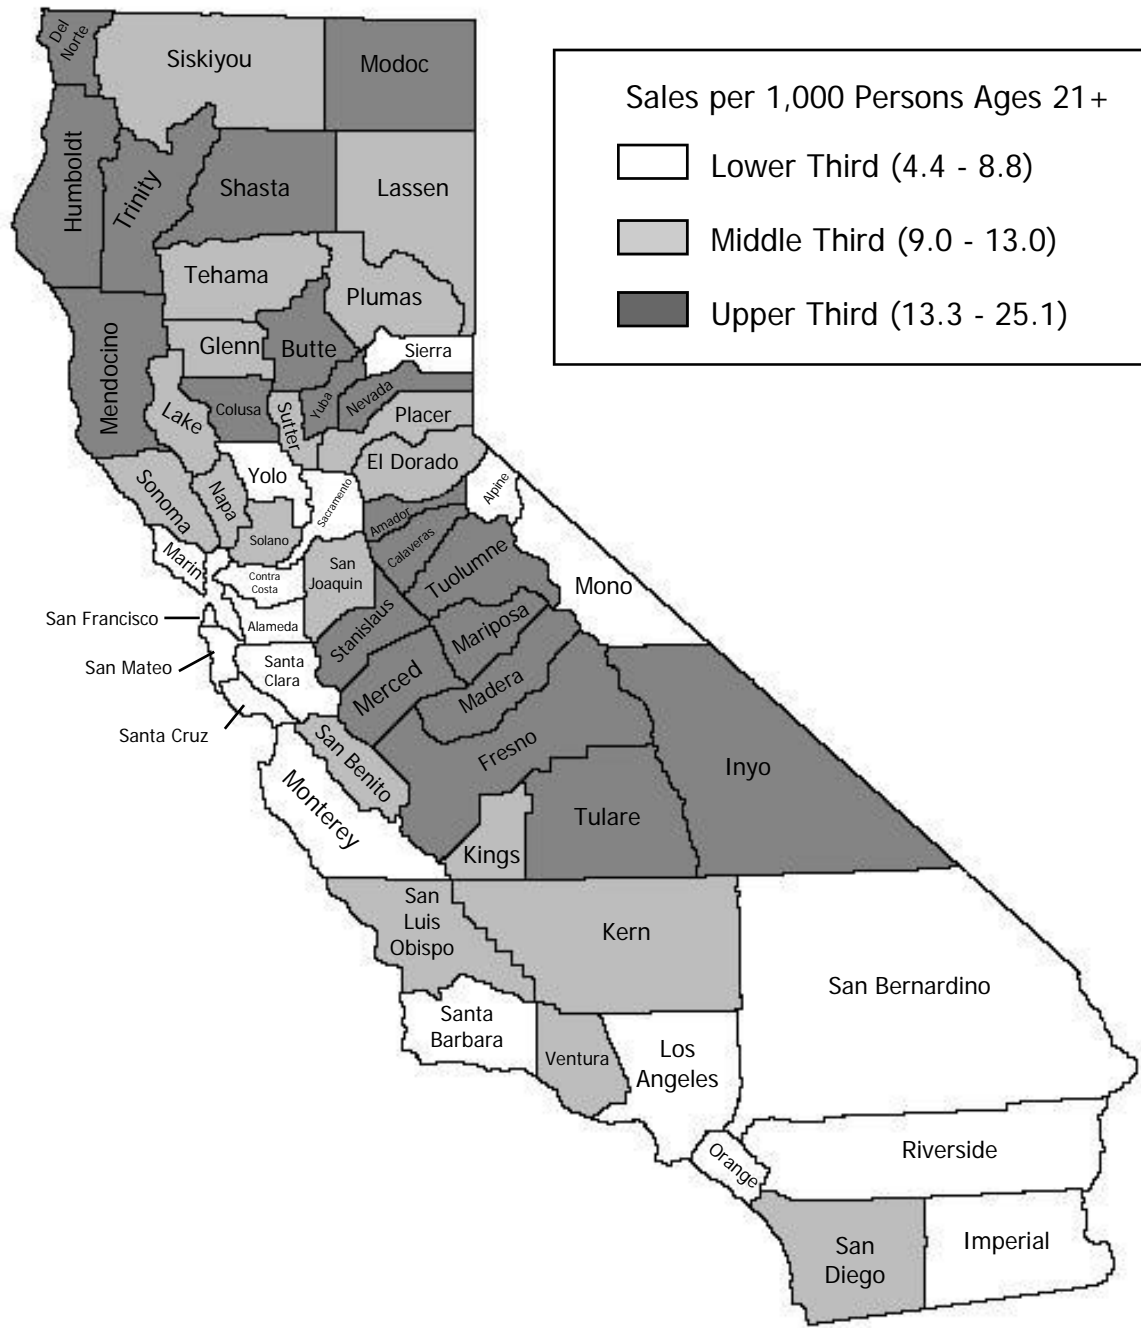 Sales per 1,000 Persons Ages 21+
Lower Third (4.4 - 8.8)
Middle Third (9.0 - 13.0)
Upper Third (13.3 - 25.1)
Del
Norte
Siskiyou
Modoc
Humboldt
Trinity
Shasta
Lassen
Tehama
Plumas
Mendocino
Glenn
Butte
Sierra
Lake
Colusa
Sutter
Yuba
Nevada
Placer
El Dorado
Sonoma
Napa
Yolo
Sacramento
Alpine
Solano
Amador
Calaveras
Marin
Contra
Costa
San
Joaquin
Tuolumne
Mono
San Francisco
Alameda
Stanislaus
Mariposa
San Mateo
Santa
Clara
Merced
Madera
Santa Cruz
San Benito
Fresno
Inyo
Monterey
Kings
Tulare
San
Luis
Obispo
Kern
San Bernardino
Santa
Barbara
Ventura
Los
Angeles
Orange
Riverside
San
Diego
Imperial